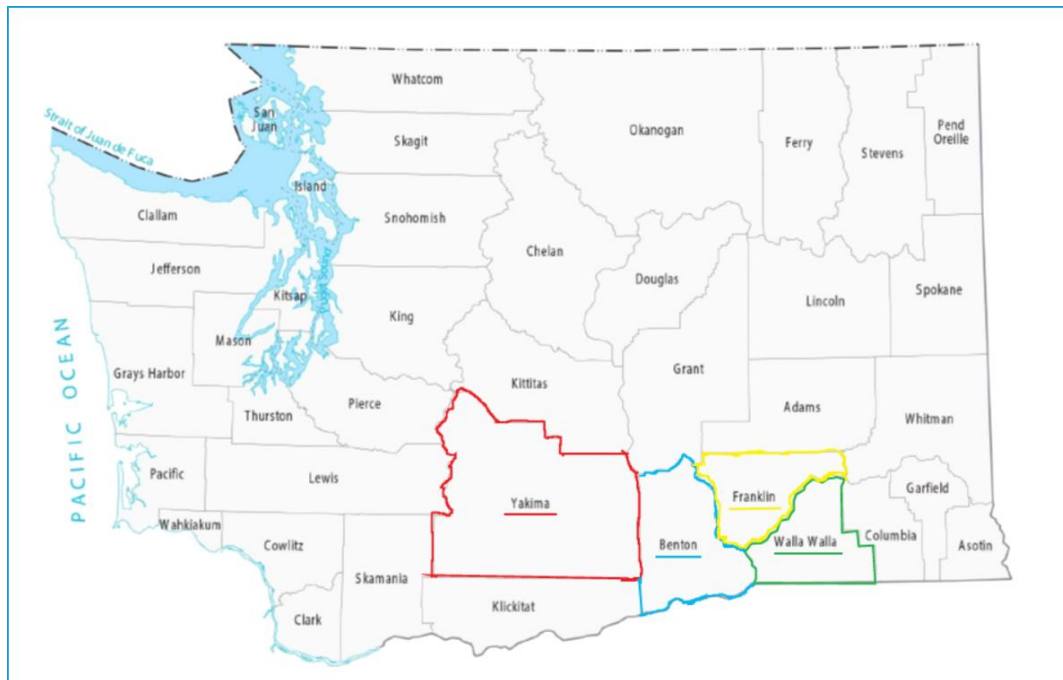 Whatcom
San
Juan
Skagit
Okanogan
Ferry
Stevens
Pend
Oreille
Strait of Juan de Fuca
Island
Snohomish
Clallam
Chelan
Jefferson
Kitsap
Puget Sound
Douglas
Lincoln
Spokane
King
Mason
Grays Harbor
Kittitas
Grant
PACIFIC OCEAN
Thurston
Pierce
Adams
Whitman
Pacific
Lewis
Yakima
Franklin
Garfield
Wahkiakum
Cowlitz
Benton
Walla Walla
Columbia
Asotin
Skamania
Klickitat
Clark